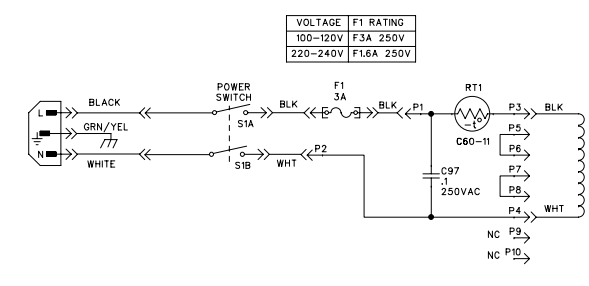 VOLTAGE F1 RATING
100-120V F3A 250V
220-240V F1.6A 250V
POWER
SWITCH
F1
3A
RT1
L
BLACK
S1A
BLK
BLK
P1
P3
BLK
GRN/YEL
-t°
C60-11
P5
P6
N
WHITE
S1B
WHT
P2
P7
C97
.1
250VAC
P8
P4
WHT
NC P9
NC P10